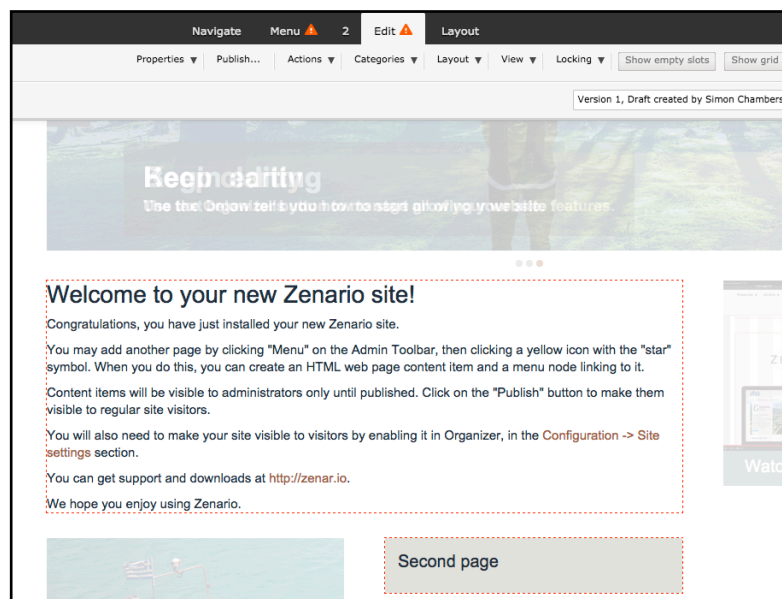 Navigate Menu 2 Edit Layout
Properties Publish... Actions Categories Layout View Locking Show empty slots Show grid
Version 1, Draft created by Simon Chambers
Welcome to your new Zenario site!
Congratulations, you have just installed your new Zenario site.
You may add another page by clicking "Menu" on the Admin Toolbar, then clicking a yellow icon with the "star"
symbol. When you do this, you can create an HTML web page content item and a menu node linking to it.
Content items will be visible to administrators only until published. Click on the "Publish" button to make them
visible to regular site visitors.
You will also need to make your site visible to visitors by enabling it in Organizer, in the Configuration -> Site
settings section.
You can get support and downloads at http://zenar.io.
We hope you enjoy using Zenario.
Watc
Second page